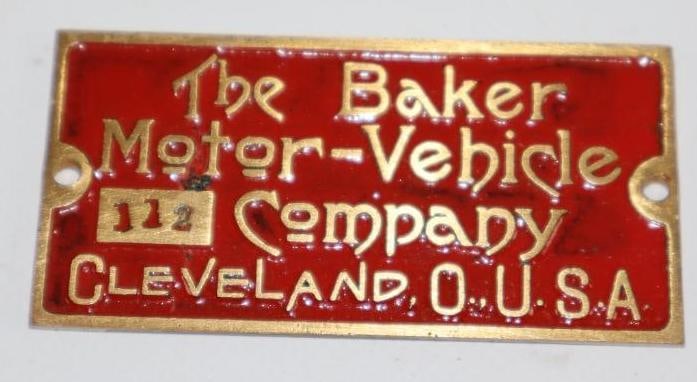 The Baker
Motor-Vehicle
112 Company
CLEVELAND, O., U.S.A.